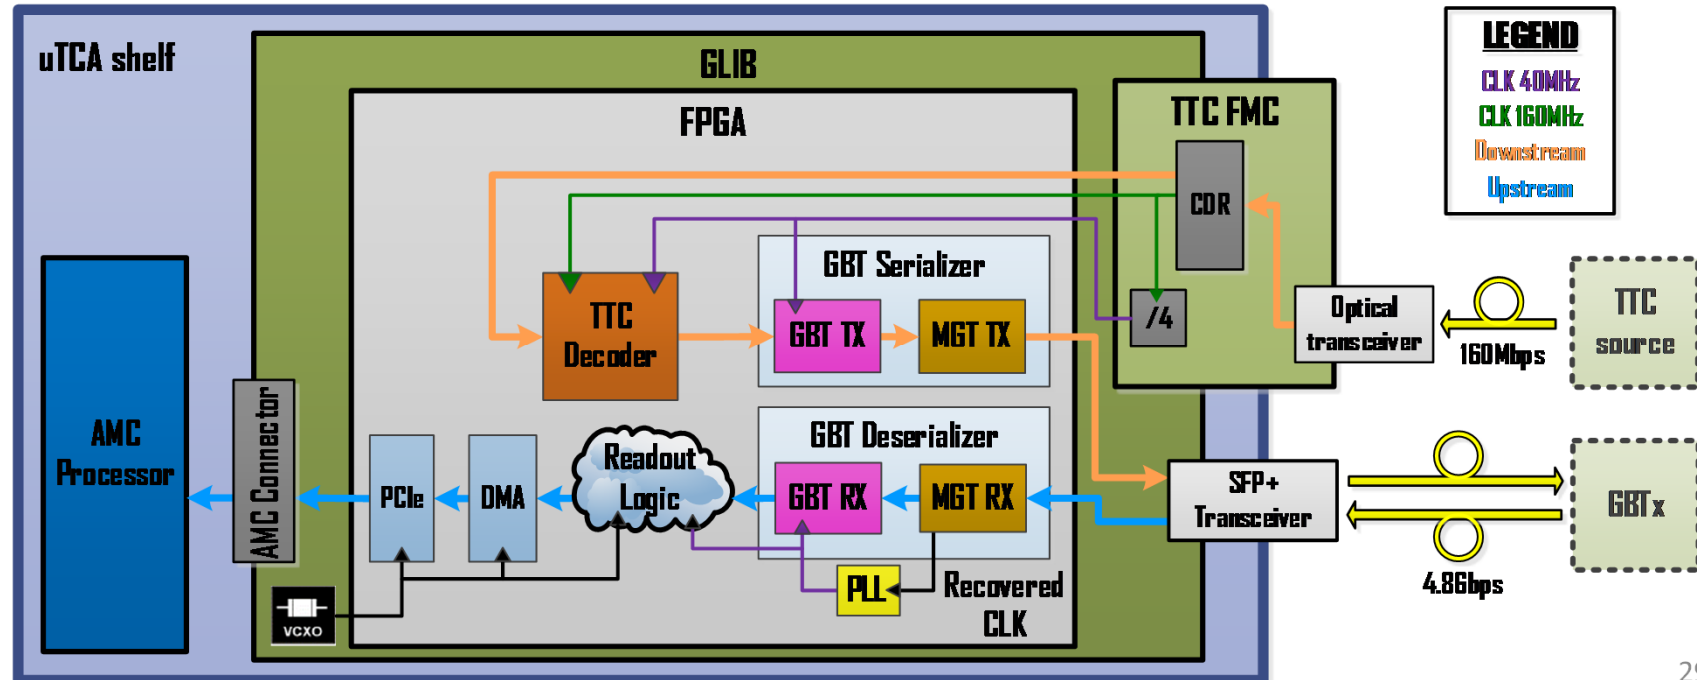 uTCA shelf
GLIB
FPGA
TTC FMC
CDR
/4
LEGEND
CLK 40MHz
CLK 160MHz
Downstream
Upstream
GBT Serializer
TTC
Decoder
GBT TX
MGT TX
Optical
transceiver
160Mbps
TTC
source
AMC
Processor
AMC Connector
PCIe
DMA
Readout
Logic
GBT Deserializer
GBT RX
MGT RX
SFP+
Transceiver
GBTx
4.8Gbps
PLL
Recovered
CLK
VCXO
29